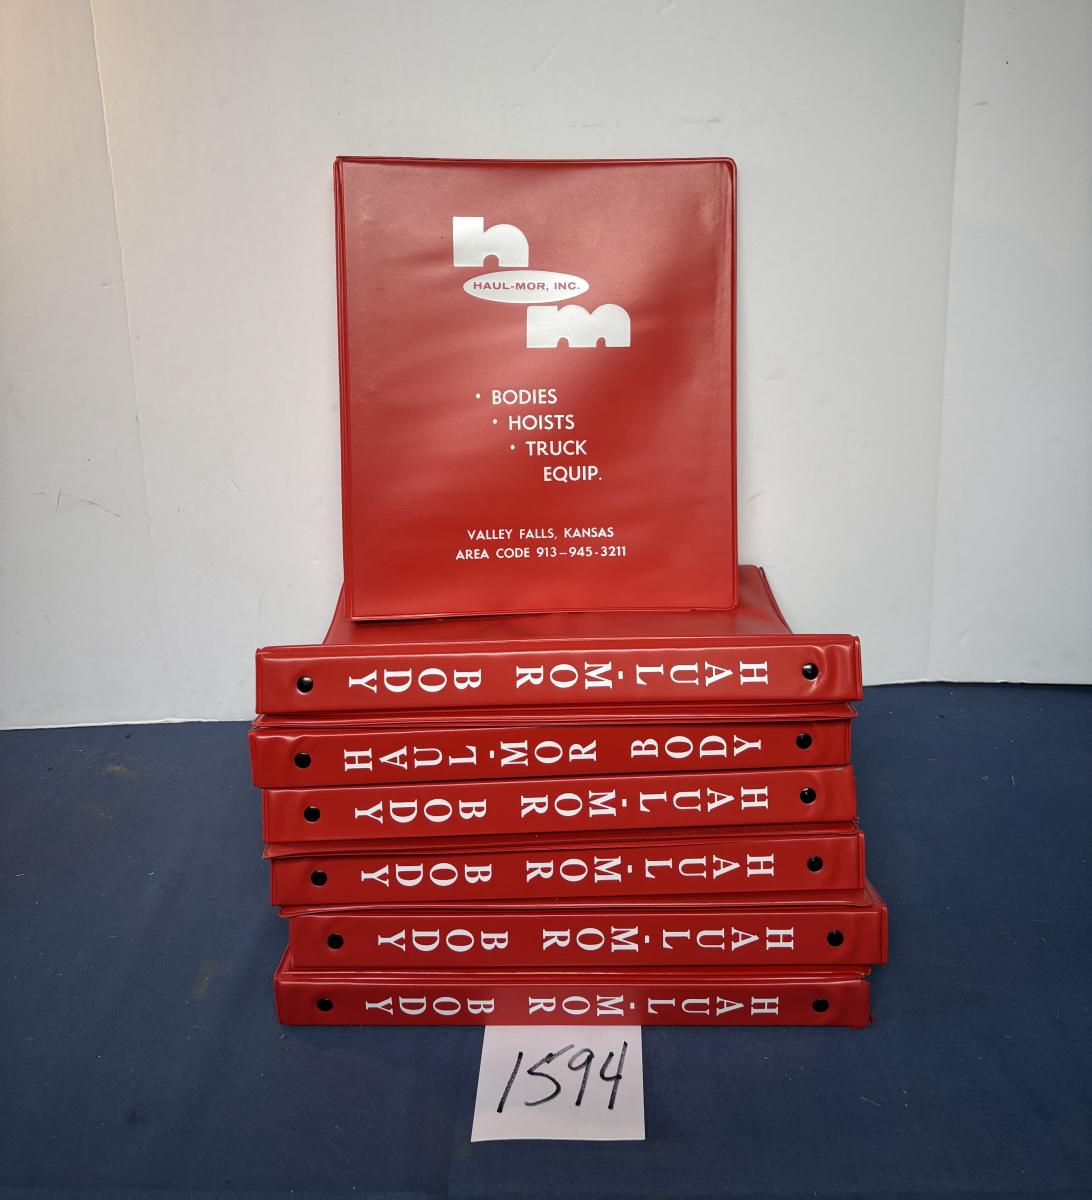 h
HAUL-MOR, INC.
m
• BODIES
• HOISTS
• TRUCK
EQUIP.
VALLEY FALLS, KANSAS
AREA CODE 913-945-3211
HAUL-MOR BODY
HAUL-MOR BODY
HAUL-MOR BODY
HAUL-MOR BODY
HAUL-MOR BODY
HAUL-MOR BODY
1594